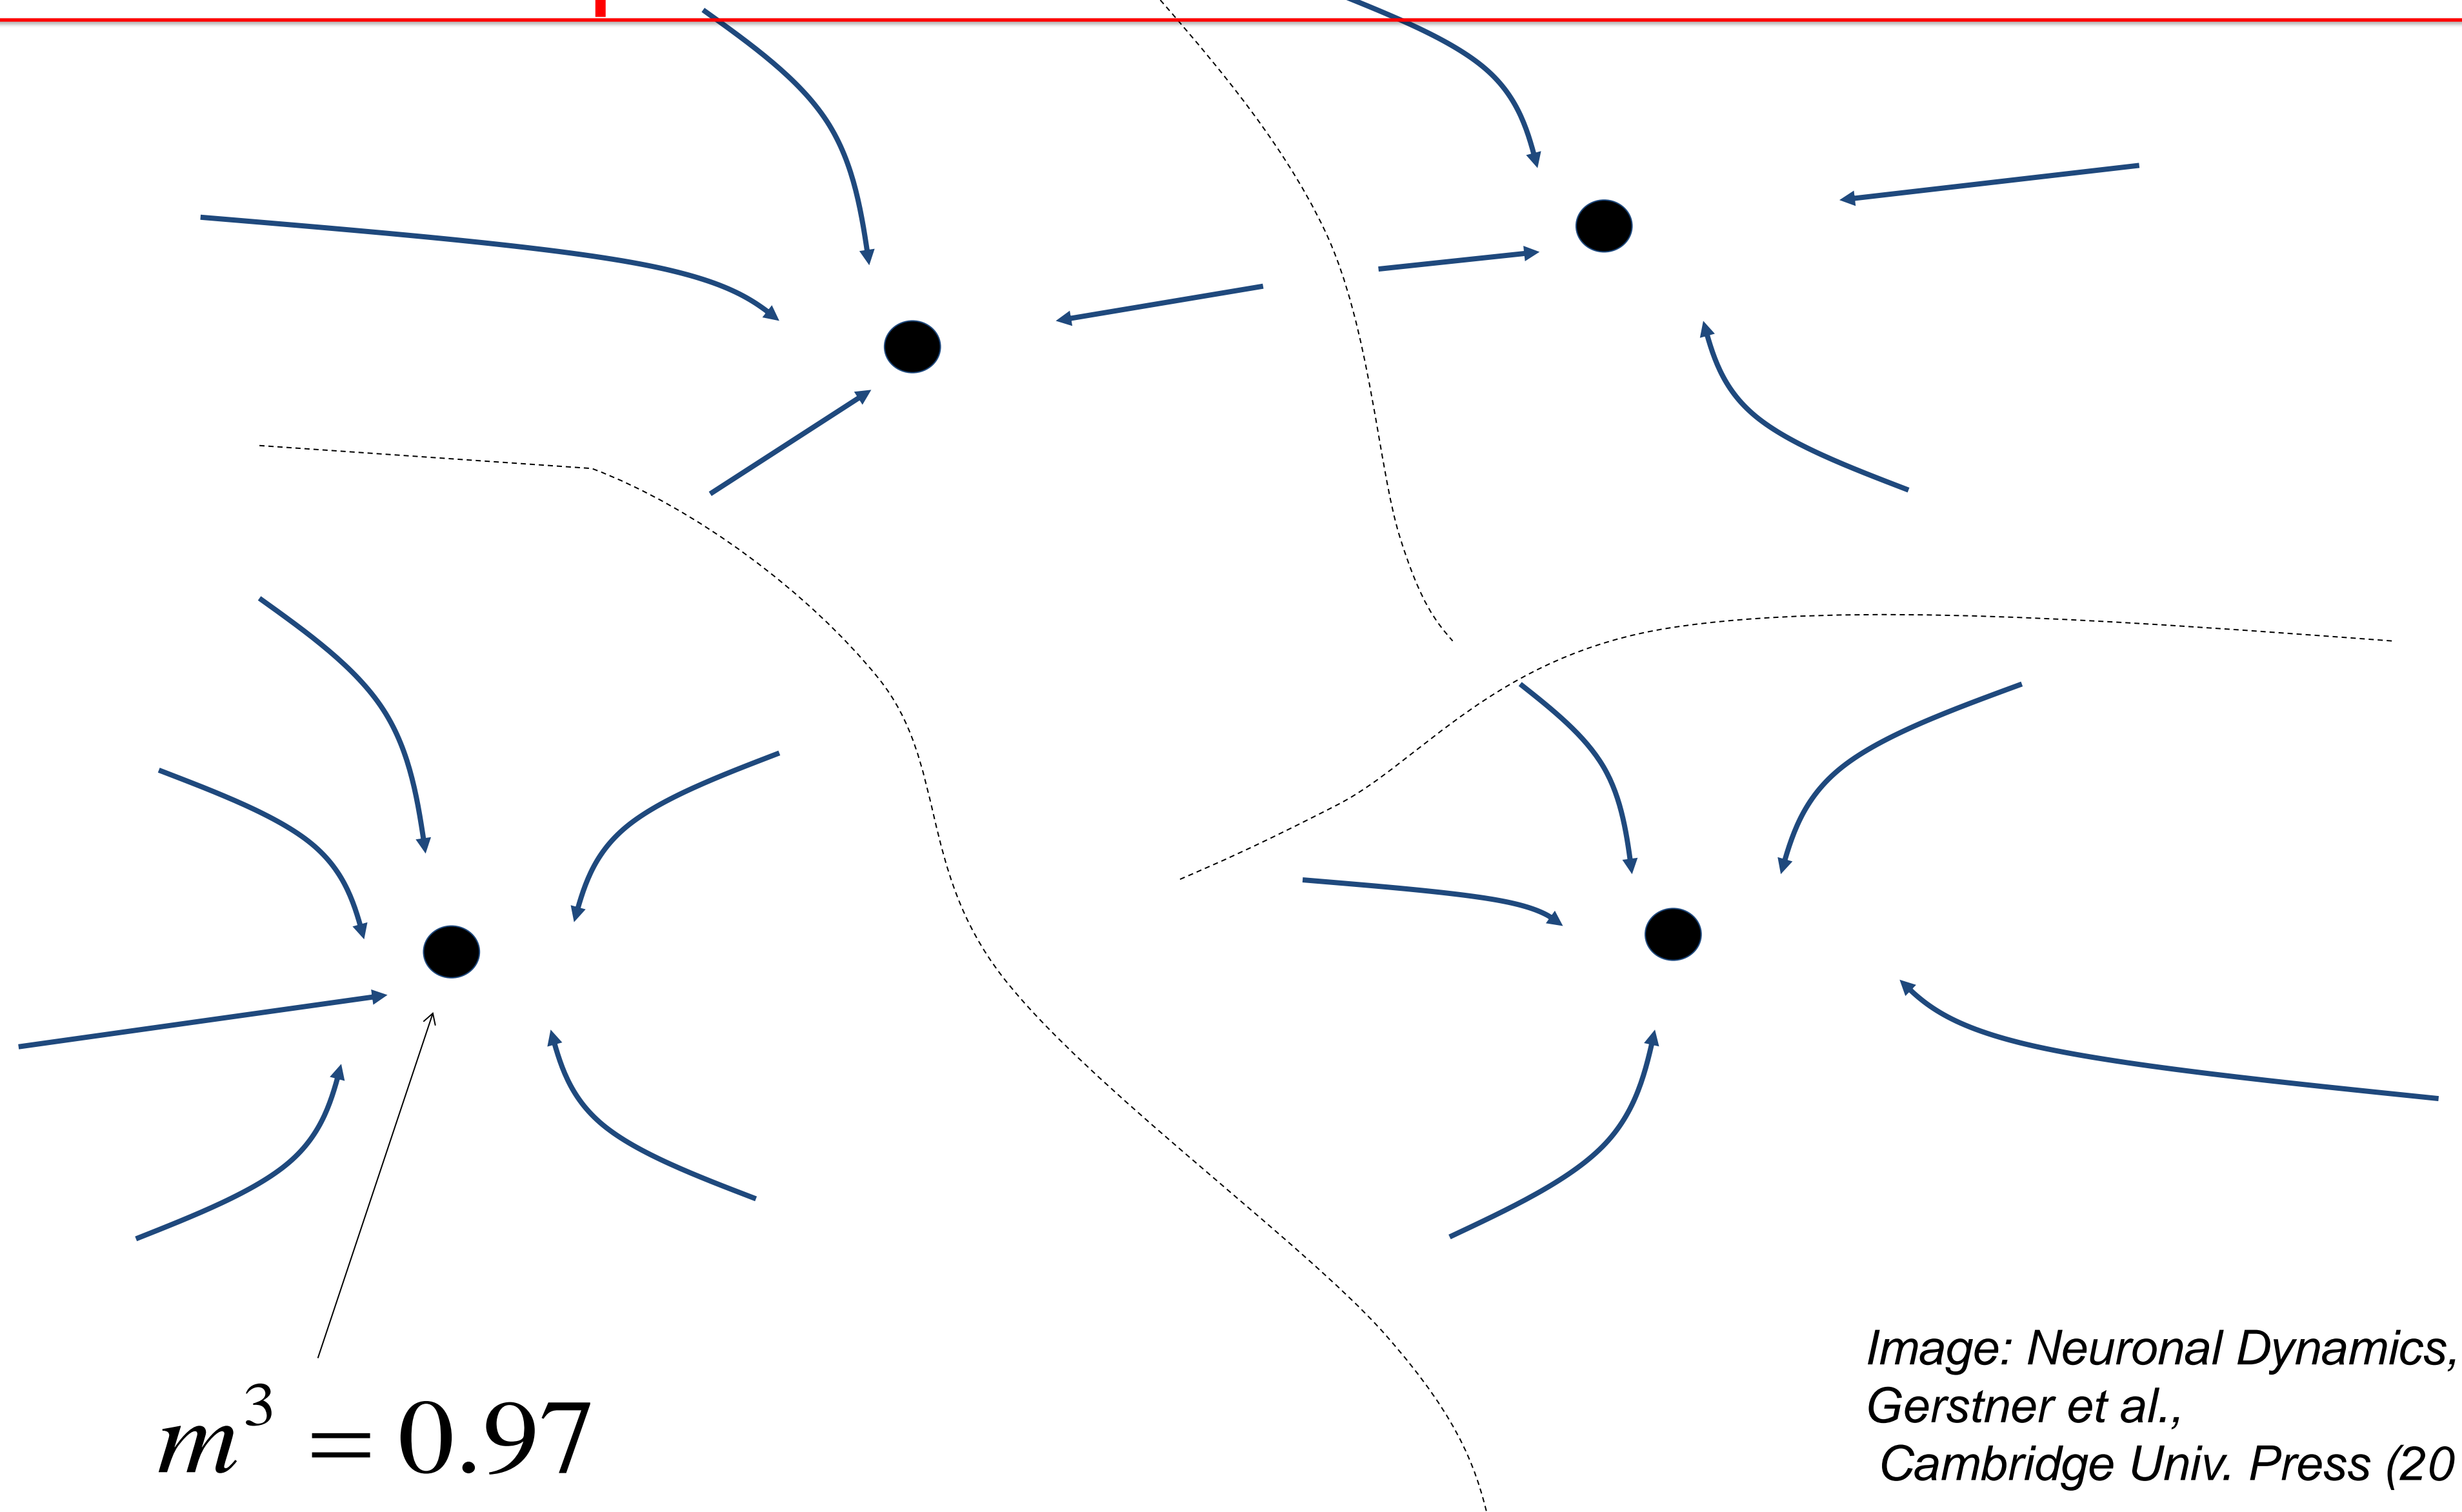 m³ = 0.97
Image: Neuronal Dynamics,
Gerstner et al.,
Cambridge Univ. Press (20